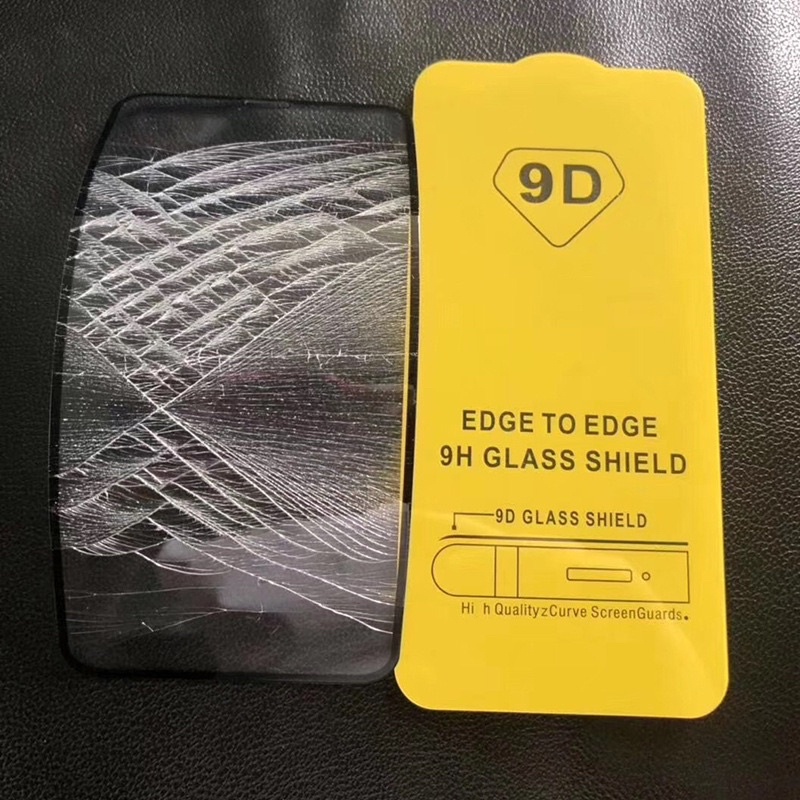 9D
EDGE TO EDGE
9H GLASS SHIELD
9D GLASS SHIELD
Hi h QualityzCurve ScreenGuards.